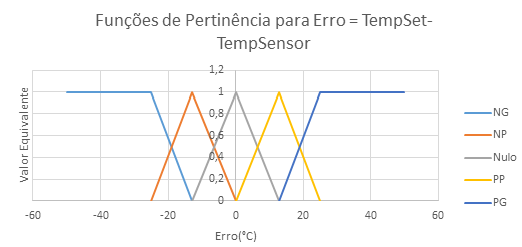 Funções de Pertinência para Erro = TempSet-
TempSensor
Valor Equivalente
1,2
1
0,8
0,6
0,4
0,2
0
-60
-40
-20
0
20
40
60
Erro(°C)
NG
NP
Nulo
PP
PG